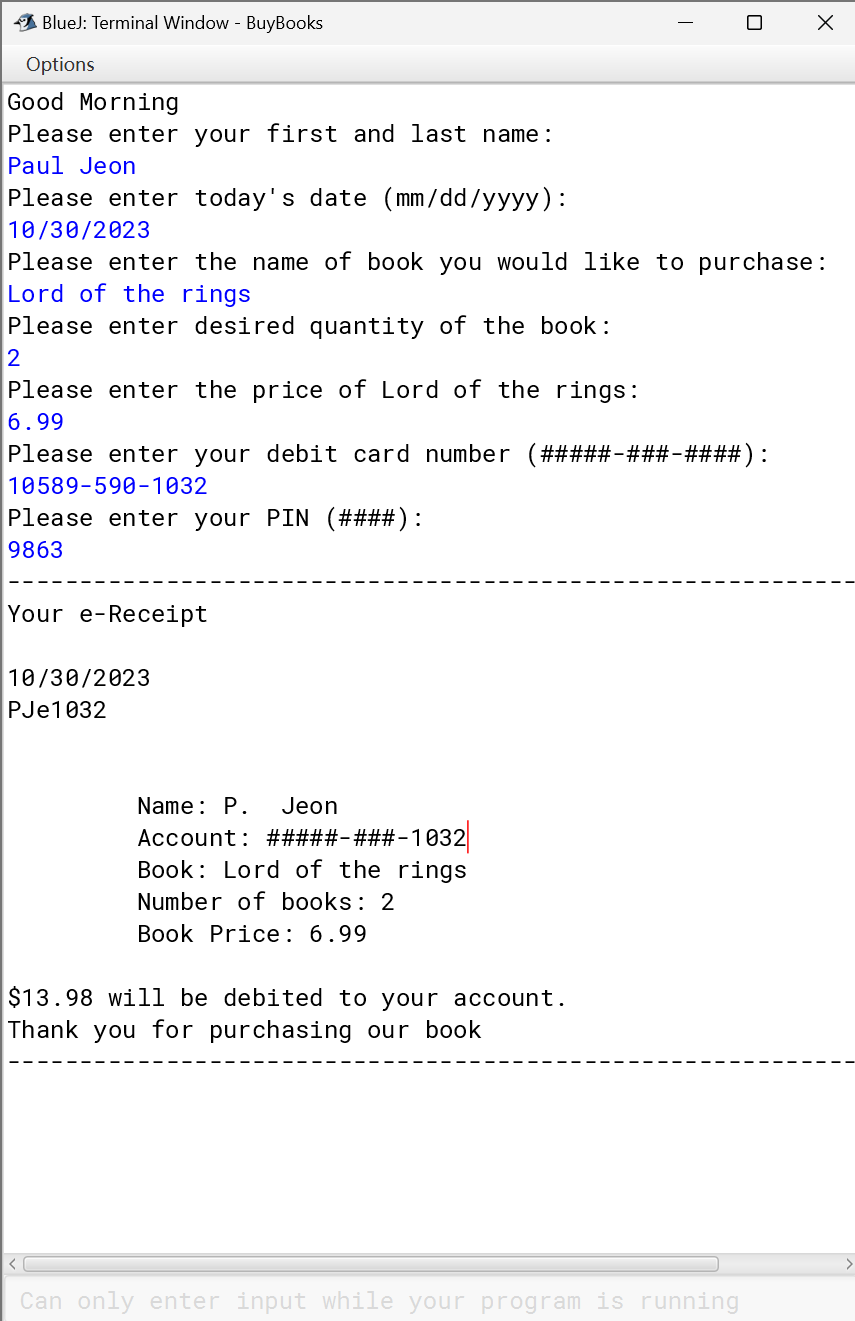 BlueJ: Terminal Window - BuyBooks
Options
Good Morning
Please enter your first and last name:
Paul Jeon
Please enter today's date (mm/dd/yyyy):
10/30/2023
Please enter the name of book you would like to purchase:
Lord of the rings
Please enter desired quantity of the book:
2
Please enter the price of Lord of the rings:
6.99
Please enter your debit card number (#####-###-####):
10589-590-1032
Please enter your PIN (####):
9863
-----------------------------------------------------------
Your e-Receipt
10/30/2023
PJe1032
Name: P.  Jeon
Account: #####-###-1032
Book: Lord of the rings
Number of books: 2
Book Price: 6.99
$13.98 will be debited to your account.
Thank you for purchasing our book
-----------------------------------------------------------
Can only enter input while your program is running